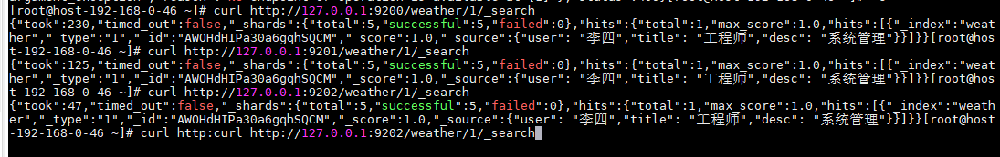 [root@host-192-168-0-46 ~]# curl http://127.0.0.1:9200/weather/1/_search
{"took":230,"timed_out":false,"_shards":{"total":5,"successful":5,"failed":0},"hits":{"total":1,"max_score":1.0,"hits":[{"_index":"weat
her","_type":"1","_id":"AWOHdHIPa30a6gqhSQCM","_score":1.0,"_source":{"user": "李四","title": "工程师","desc": "系统管理"}}]}}[root@hos
t-192-168-0-46 ~]# curl http://127.0.0.1:9201/weather/1/_search
{"took":125,"timed_out":false,"_shards":{"total":5,"successful":5,"failed":0},"hits":{"total":1,"max_score":1.0,"hits":[{"_index":"weat
her","_type":"1","_id":"AWOHdHIPa30a6gqhSQCM","_score":1.0,"_source":{"user": "李四","title": "工程师","desc": "系统管理"}}]}}[root@hos
t-192-168-0-46 ~]# curl http://127.0.0.1:9202/weather/1/_search
{"took":47,"timed_out":false,"_shards":{"total":5,"successful":5,"failed":0},"hits":{"total":1,"max_score":1.0,"hits":[{"_index":"weath
er","_type":"1","_id":"AWOHdHIPa30a6gqhSQCM","_score":1.0,"_source":{"user": "李四","title": "工程师","desc": "系统管理"}}]}}[root@host
-192-168-0-46 ~]# curl http:curl http://127.0.0.1:9202/weather/1/_search